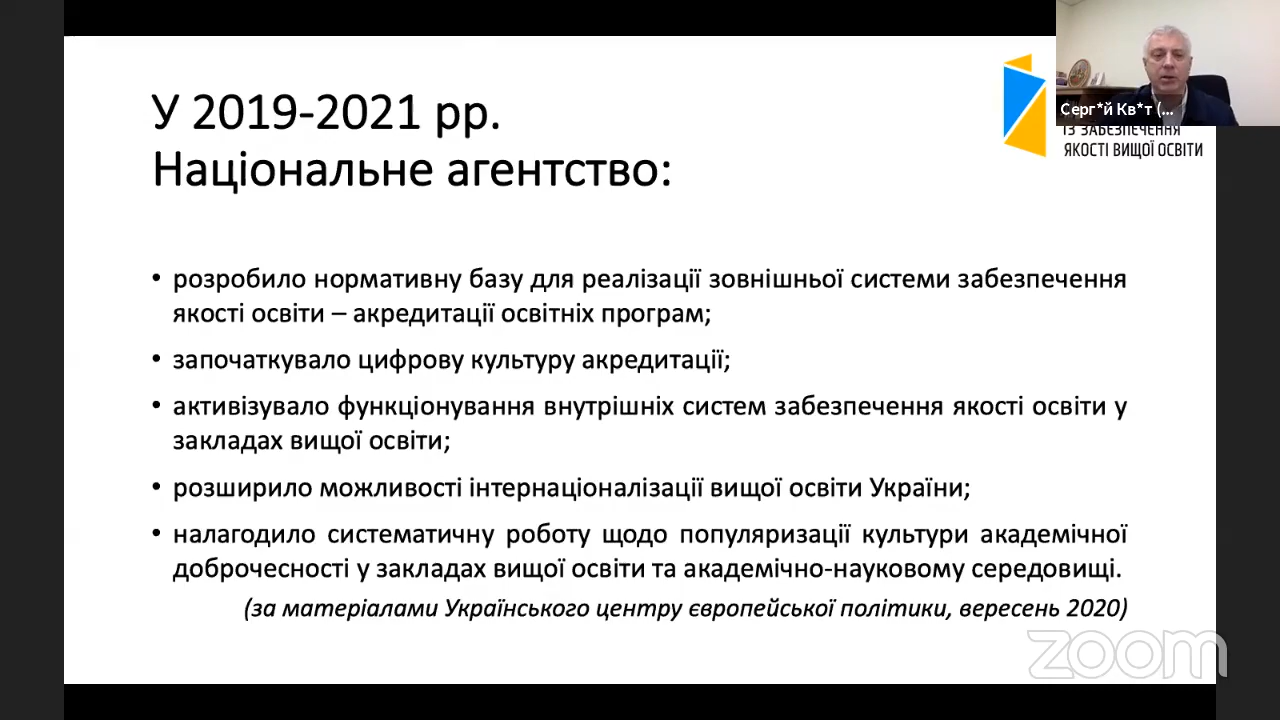 У 2019-2021 рр.
Національне агентство:
Серг*й Кв*т (...
ІЗ ЗАБЕЗПЕЧЕННЯ
ЯКОСТІ ВИЩОЇ ОСВІТИ
• розробило нормативну базу для реалізації зовнішньої системи забезпечення
якості освіти – акредитації освітніх програм;
• започаткувало цифрову культуру акредитації;
• активізувало функціонування внутрішніх систем забезпечення якості освіти у
закладах вищої освіти;
• розширило можливості інтернаціоналізації вищої освіти України;
• налагодило систематичну роботу щодо популяризації культури академічної
доброчесності у закладах вищої освіти та академічно-науковому середовищі.
(за матеріалами Українського центру європейської політики, вересень 2020)
zoom